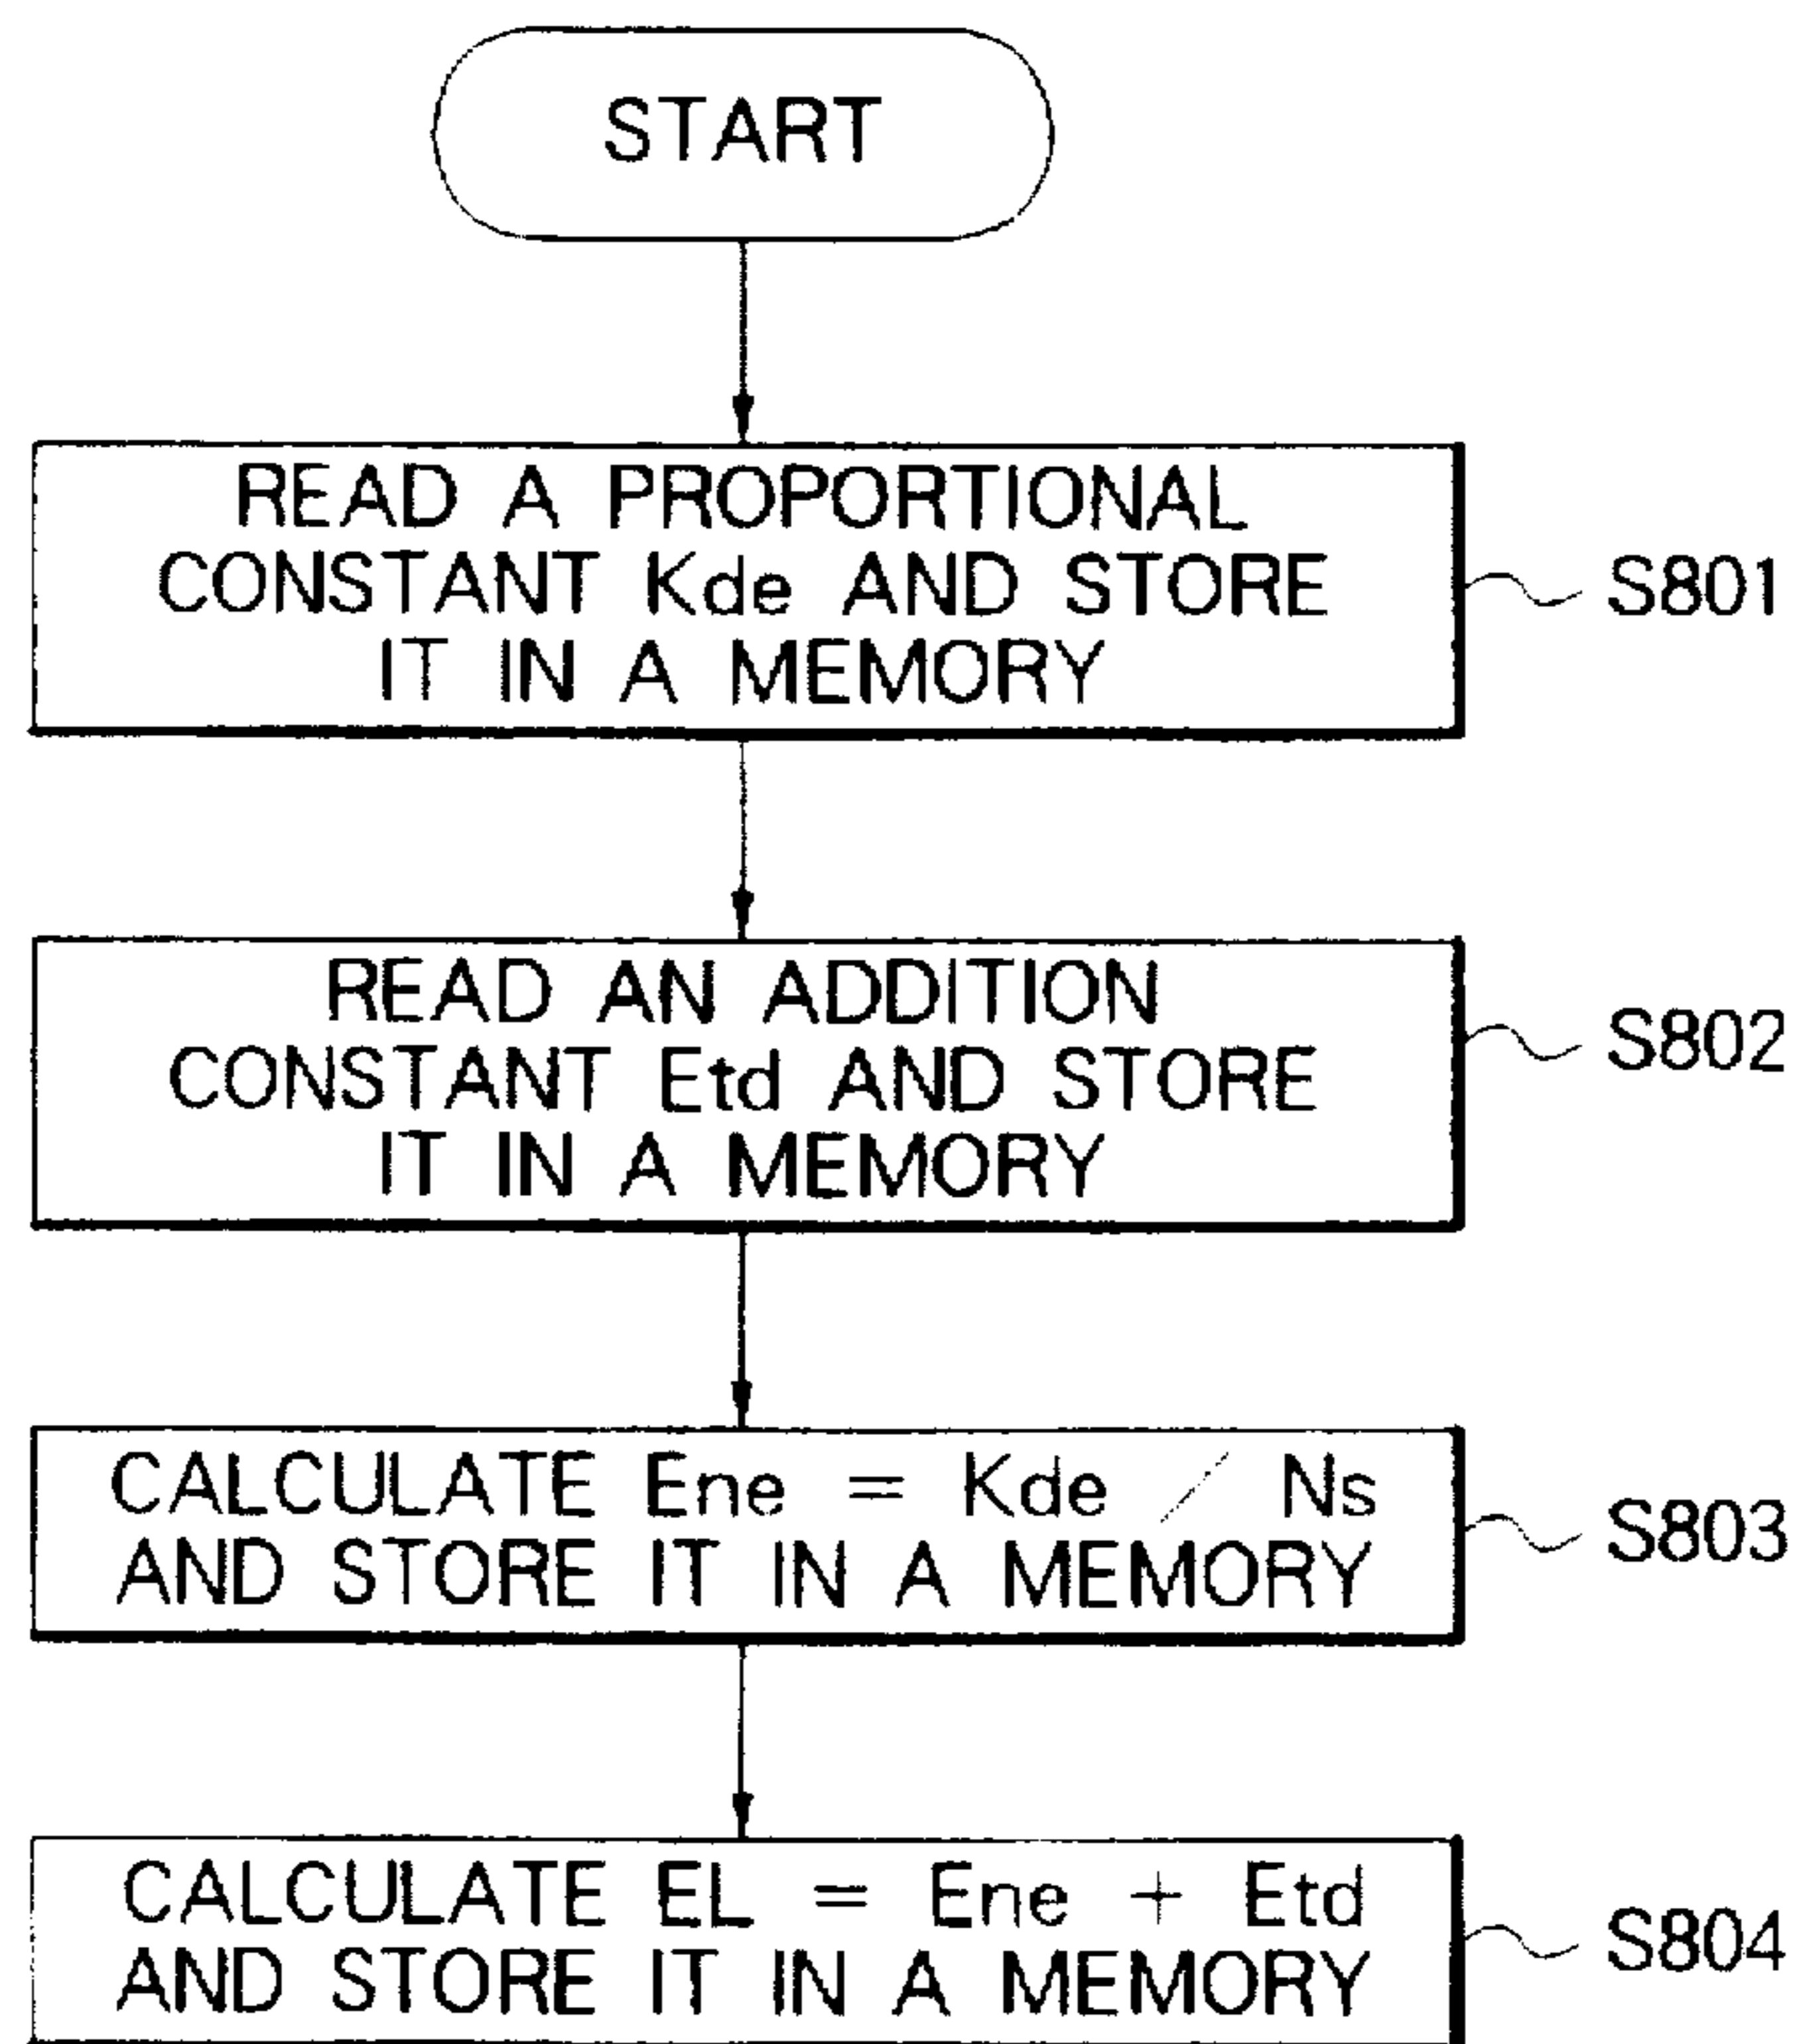 START
READ A PROPORTIONAL
CONSTANT Kde AND STORE
IT IN A MEMORY
S801
READ AN ADDITION
CONSTANT Etd AND STORE
IT IN A MEMORY
S802
CALCULATE Ene = Kde / Ns
AND STORE IT IN A MEMORY
S803
CALCULATE EL = Ene + Etd
AND STORE IT IN A MEMORY
S804